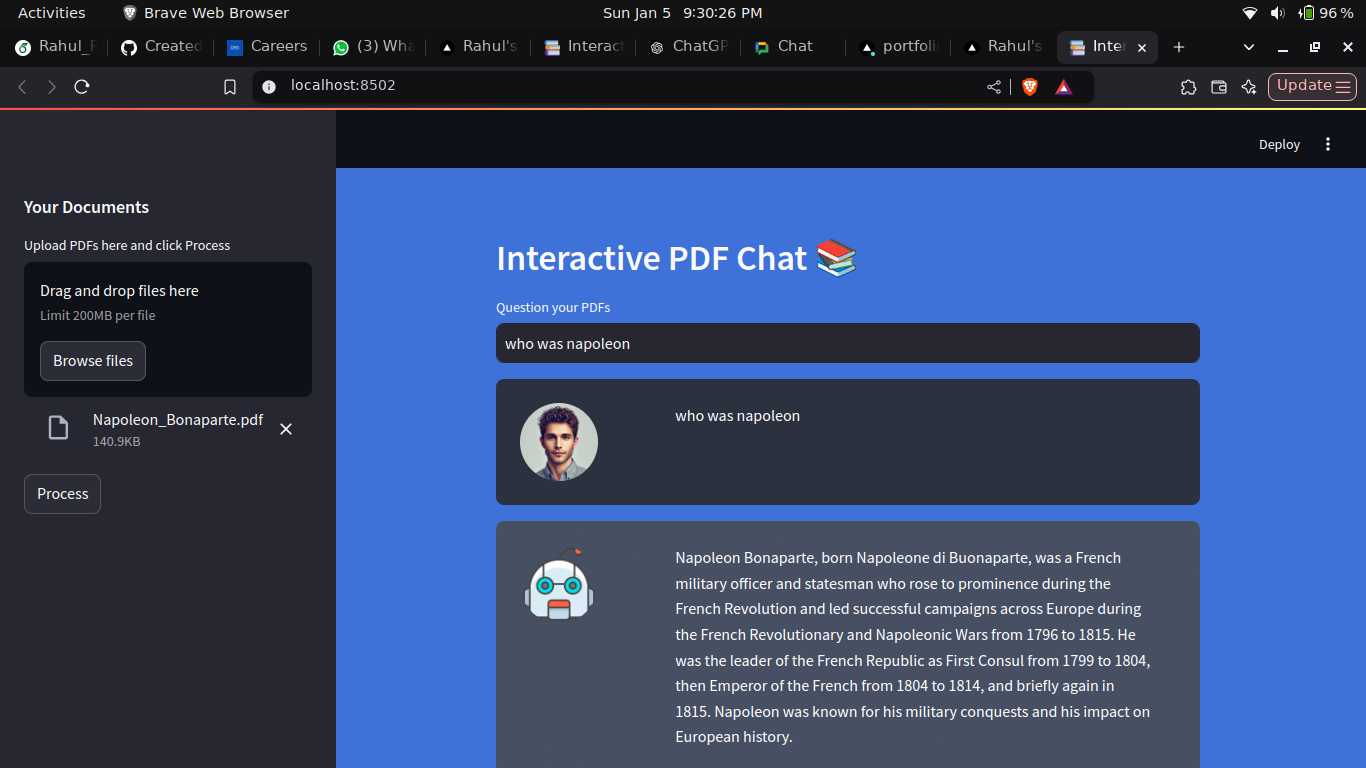 Activities Brave Web Browser Sun Jan 5 9:30:26 PM 96 %
Rahul_F Created Careers (3) Wha Rahul's Interact ChatGP Chat portfoli Rahul's Inter
localhost:8502 Update
Deploy
Your Documents
Upload PDFs here and click Process
Drag and drop files here
Limit 200MB per file
Browse files
Napoleon_Bonaparte.pdf
140.9KB
Process
Interactive PDF Chat
Question your PDFs
who was napoleon
who was napoleon
Napoleon Bonaparte, born Napoleone di Buonaparte, was a French
military officer and statesman who rose to prominence during the
French Revolution and led successful campaigns across Europe during
the French Revolutionary and Napoleonic Wars from 1796 to 1815. He
was the leader of the French Republic as First Consul from 1799 to 1804,
then Emperor of the French from 1804 to 1814, and briefly again in
1815. Napoleon was known for his military conquests and his impact on
European history.